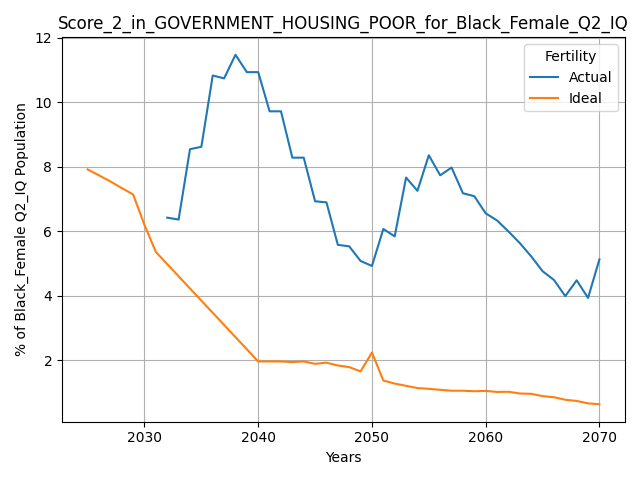 Score_2_in_GOVERNMENT_HOUSING_POOR_for_Black_Female_Q2_IQ
Fertility
Actual
Ideal
% of Black_Female Q2_IQ Population
12
10
8
6
4
2
2030
2040
2050
2060
2070
Years